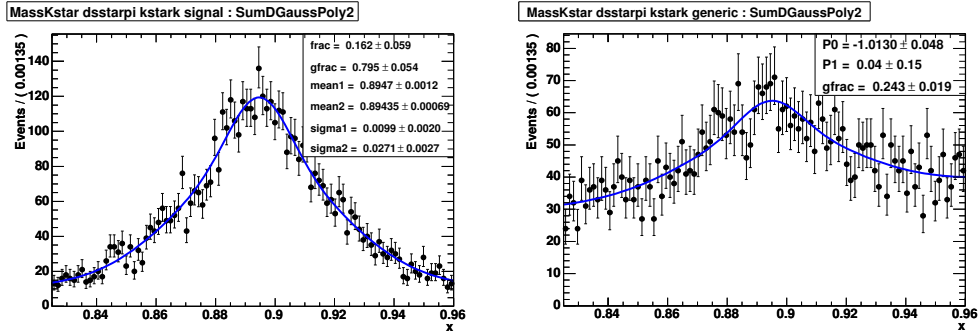 MassKstar dsstarpi kstark signal : SumDGaussPoly2
Events / ( 0.00135 )
frac = 0.162 ± 0.059
gfrac = 0.795 ± 0.054
mean1 = 0.8947 ± 0.0012
mean2 = 0.89435 ± 0.00069
sigma1 = 0.0099 ± 0.0020
sigma2 = 0.0271 ± 0.0027
140
120
100
80
60
40
20
0
0.84 0.86 0.88 0.9 0.92 0.94 0.96
x
MassKstar dsstarpi kstark generic : SumDGaussPoly2
Events / ( 0.00135 )
P0 = -1.0130 ± 0.048
P1 = 0.04 ± 0.15
gfrac = 0.243 ± 0.019
80
70
60
50
40
30
20
10
0
0.84 0.86 0.88 0.9 0.92 0.94 0.96
x